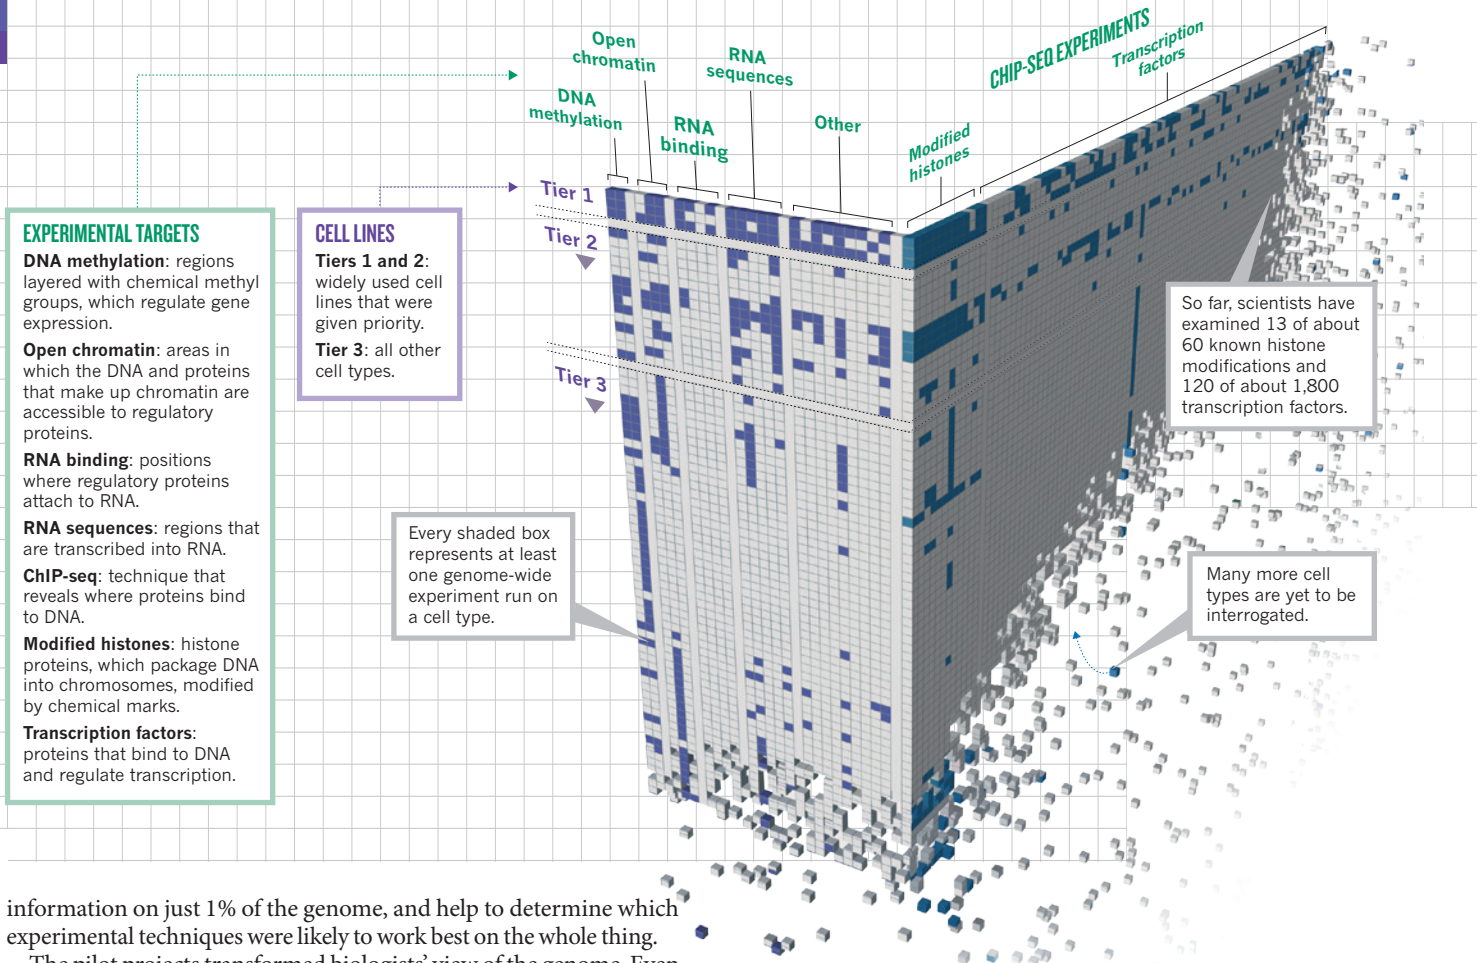 Open
chromatin
RNA
sequences
DNA
methylation
RNA
binding
Other
CHIP-SEQ EXPERIMENTS
Transcription
factors
Modified
histones
Tier 1
Tier 2
Tier 3
EXPERIMENTAL TARGETS
DNA methylation: regions
layered with chemical methyl
groups, which regulate gene
expression.
Open chromatin: areas in
which the DNA and proteins
that make up chromatin are
accessible to regulatory
proteins.
RNA binding: positions
where regulatory proteins
attach to RNA.
RNA sequences: regions that
are transcribed into RNA.
ChIP-seq: technique that
reveals where proteins bind
to DNA.
Modified histones: histone
proteins, which package DNA
into chromosomes, modified
by chemical marks.
Transcription factors:
proteins that bind to DNA
and regulate transcription.
CELL LINES
Tiers 1 and 2:
widely used cell
lines that were
given priority.
Tier 3: all other
cell types.
So far, scientists have
examined 13 of about
60 known histone
modifications and
120 of about 1,800
transcription factors.
Every shaded box
represents at least
one genome-wide
experiment run on
a cell type.
Many more cell
types are yet to be
interrogated.
information on just 1% of the genome, and help to determine which
experimental techniques were likely to work best on the whole thing.
The pilot projects transformed biologists' view of the genome. Even